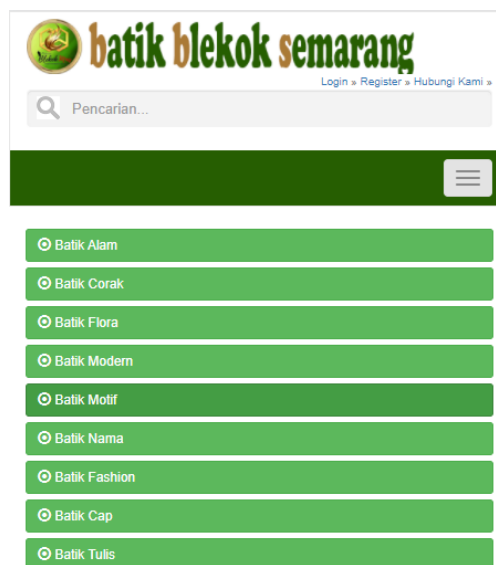 batik blekok semarang
Login » Register » Hubungi Kami »
Pencarian...
Batik Alam
Batik Corak
Batik Flora
Batik Modern
Batik Motif
Batik Nama
Batik Fashion
Batik Cap
Batik Tulis